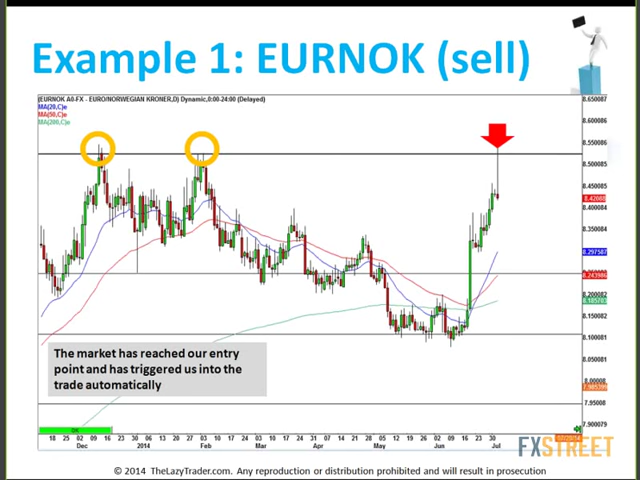 Example 1: EURNOK (sell)
(EURNOK A0-FX - EURO/NORWEGIAN KRONER,D) Dynamic,0:00-24:00 (Delayed)
MA(20,C)e
MA(50,C)e
MA(200,C)e
8.650087
8.600086
8.550086
8.500085
8.450085
8.42088
8.400084
8.350084
8.297587
8.243986
8.200082
8.185703
8.100081
8.050081
8.00008
7.950080
7.900079
The market has reached our entry
point and has triggered us into the
trade automatically
18 25 02 09 16 23 30 06 13 20 27 03 10 17 24 03 10 17 24 31 07 14 21 28 05 12 19 26 02 09 16 23 30
Dec 2014 Feb Mar Apr May Jun Jul
FXSTREET
© 2014 TheLazyTrader.com. Any reproduction or distribution prohibited and will result in prosecution